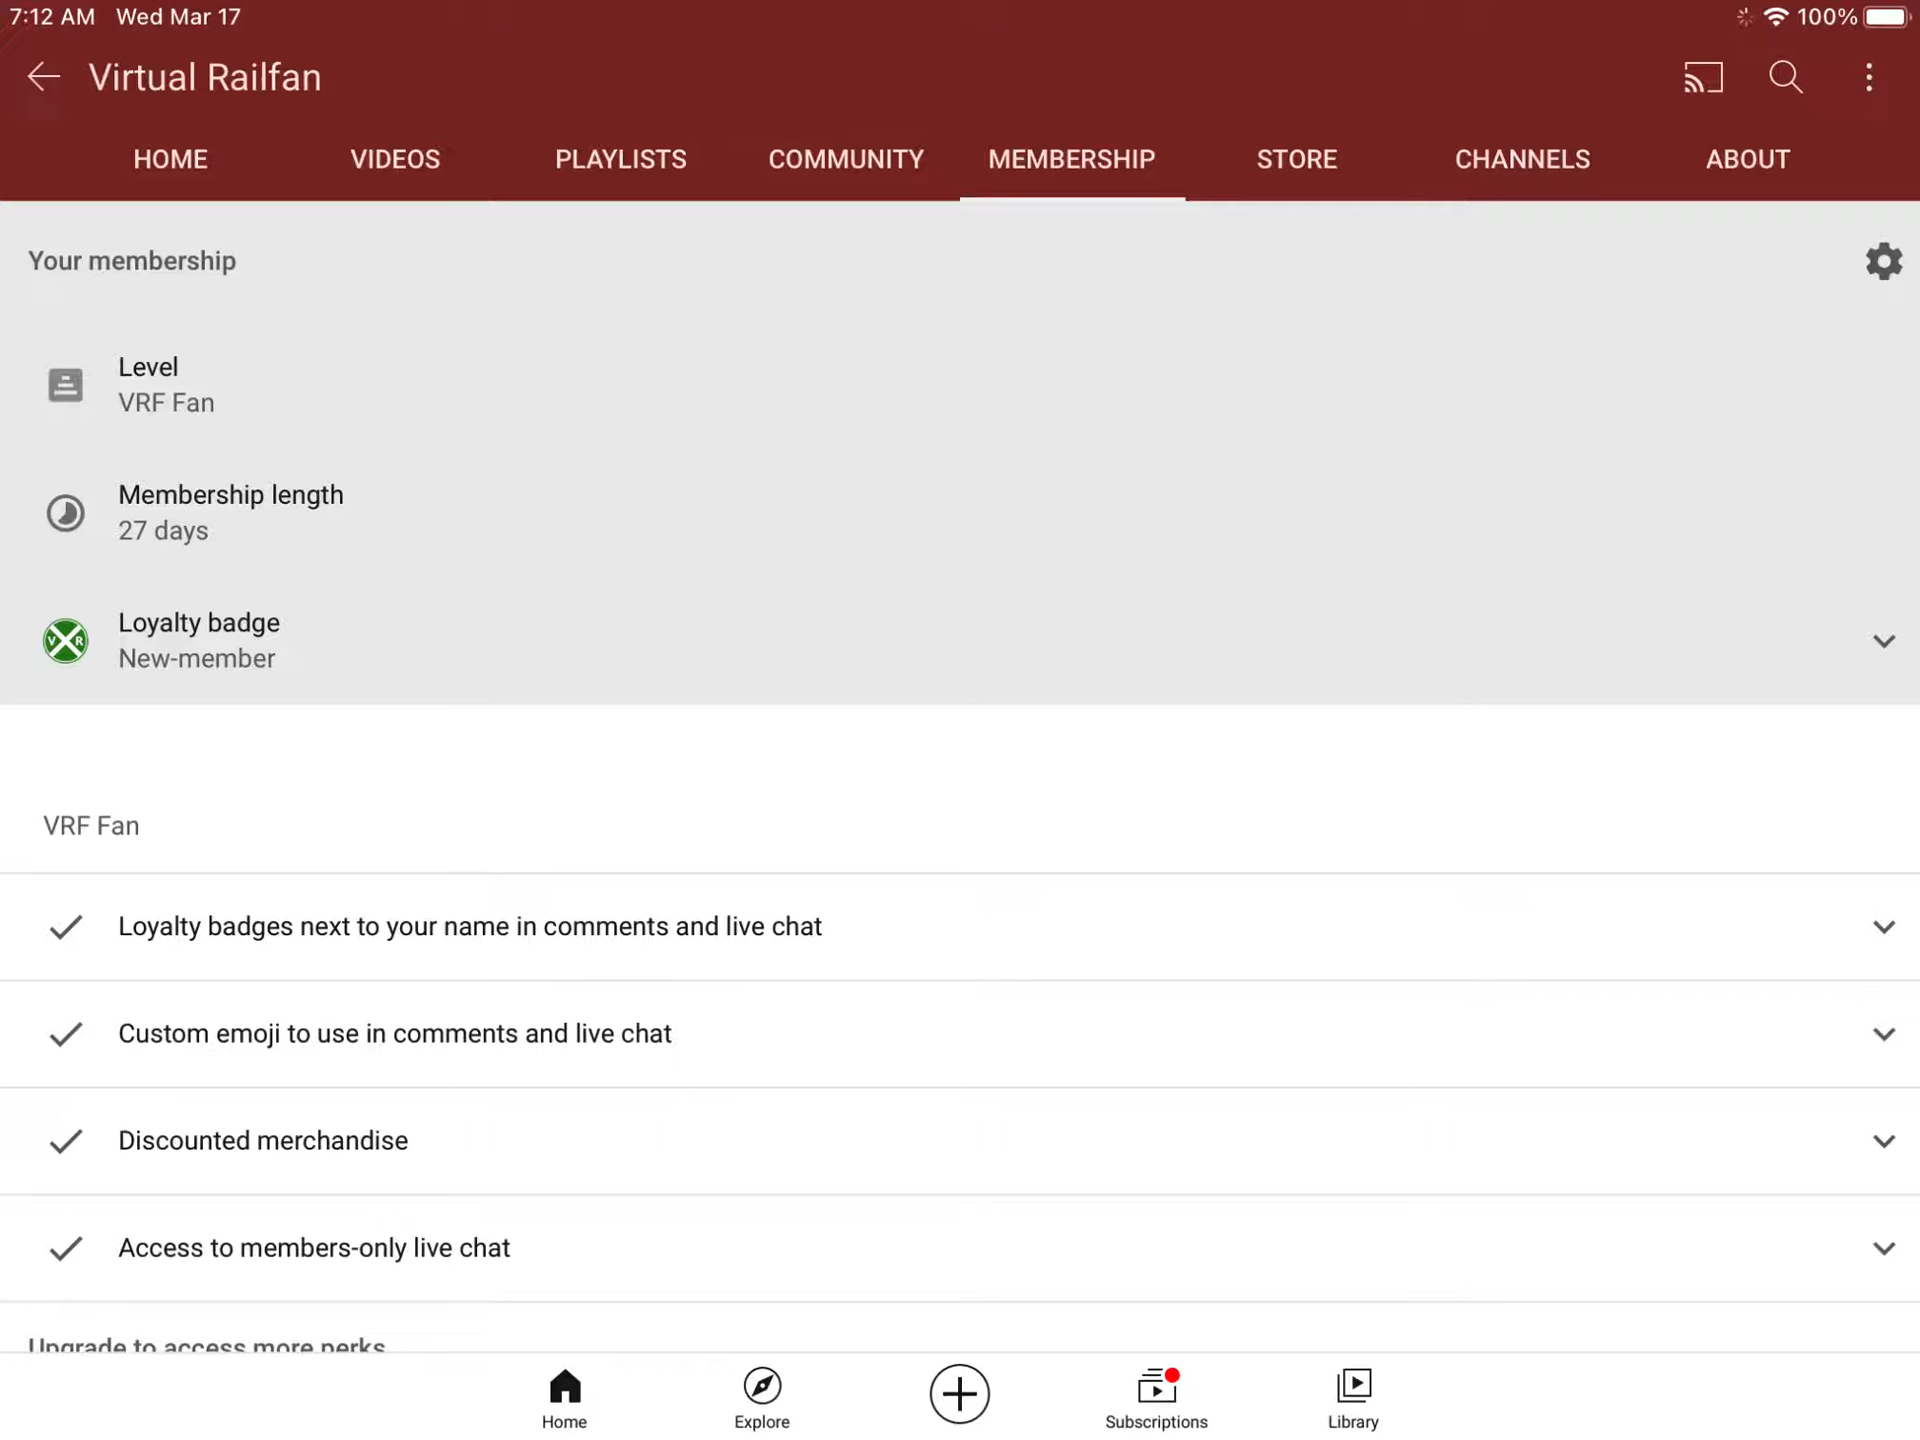 7:12 AM Wed Mar 17
100%
Virtual Railfan
HOME VIDEOS PLAYLISTS COMMUNITY MEMBERSHIP STORE CHANNELS ABOUT
Your membership
Level
VRF Fan
Membership length
27 days
V R
Loyalty badge
New-member
VRF Fan
Loyalty badges next to your name in comments and live chat
Custom emoji to use in comments and live chat
Discounted merchandise
Access to members-only live chat
Upgrade to access more perks
Home Explore Subscriptions Library